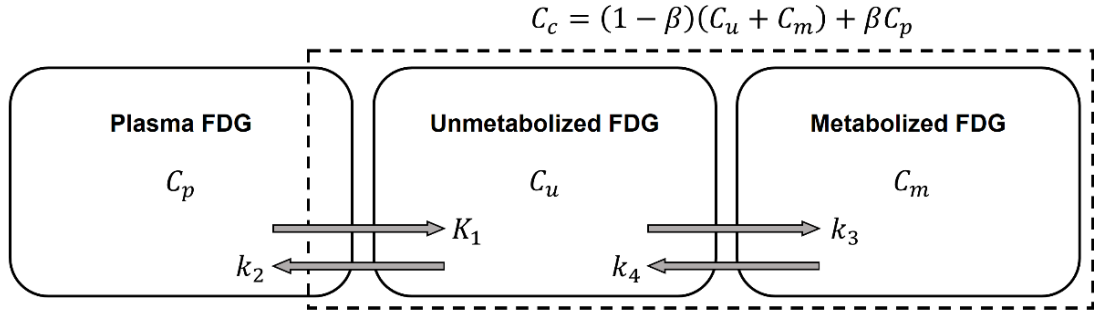 C_c = (1 − β)(C_u + C_m) + βC_p
Plasma FDG
Unmetabolized FDG
Metabolized FDG
C_p
C_u
C_m
K_1
k_3
k_2
k_4